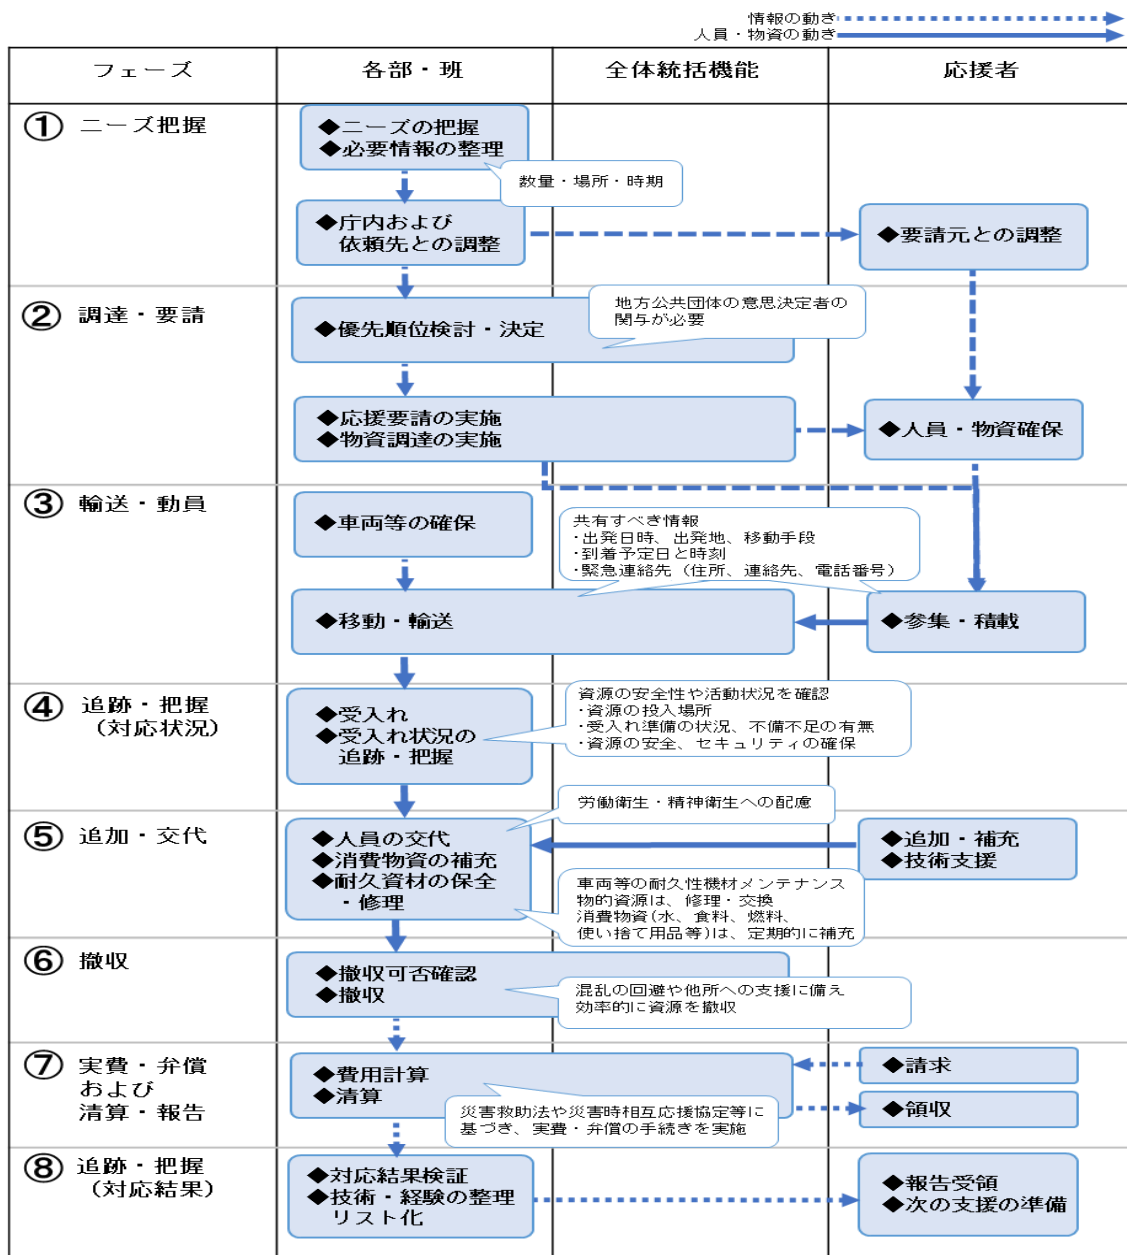 情報の動き
人員・物資の動き
フェーズ
各部・班
全体統括機能
応援者
① ニーズ把握
◆ニーズの把握
◆必要情報の整理
数量・場所・時期
◆庁内および
依頼先との調整
◆要請元との調整
② 調達・要請
地方公共団体の意思決定者の
関与が必要
◆優先順位検討・決定
◆応援要請の実施
◆物資調達の実施
◆人員・物資確保
③ 輸送・動員
◆車両等の確保
共有すべき情報
・出発日時、出発地、移動手段
・到着予定日と時刻
・緊急連絡先（住所、連絡先、電話番号）
◆移動・輸送
◆参集・積載
④ 追跡・把握
（対応状況）
◆受入れ
◆受入れ状況の
追跡・把握
資源の安全性や活動状況を確認
・資源の投入場所
・受入れ準備の状況、不備不足の有無
・資源の安全、セキュリティの確保
労働衛生・精神衛生への配慮
⑤ 追加・交代
◆人員の交代
◆消費物資の補充
◆耐久資材の保全
・修理
◆追加・補充
◆技術支援
車両等の耐久性機材メンテナンス
物的資源は、修理・交換
消費物資(水、食料、燃料、
使い捨て用品等)は、定期的に補充
⑥ 撤収
◆撤収可否確認
◆撤収
混乱の回避や他所への支援に備え
効率的に資源を撤収
⑦ 実費・弁償
および
清算・報告
◆費用計算
◆清算
◆請求
◆領収
災害救助法や災害時相互応援協定等に
基づき、実費・弁償の手続きを実施
⑧ 追跡・把握
（対応結果）
◆対応結果検証
◆技術・経験の整理
リスト化
◆報告受領
◆次の支援の準備